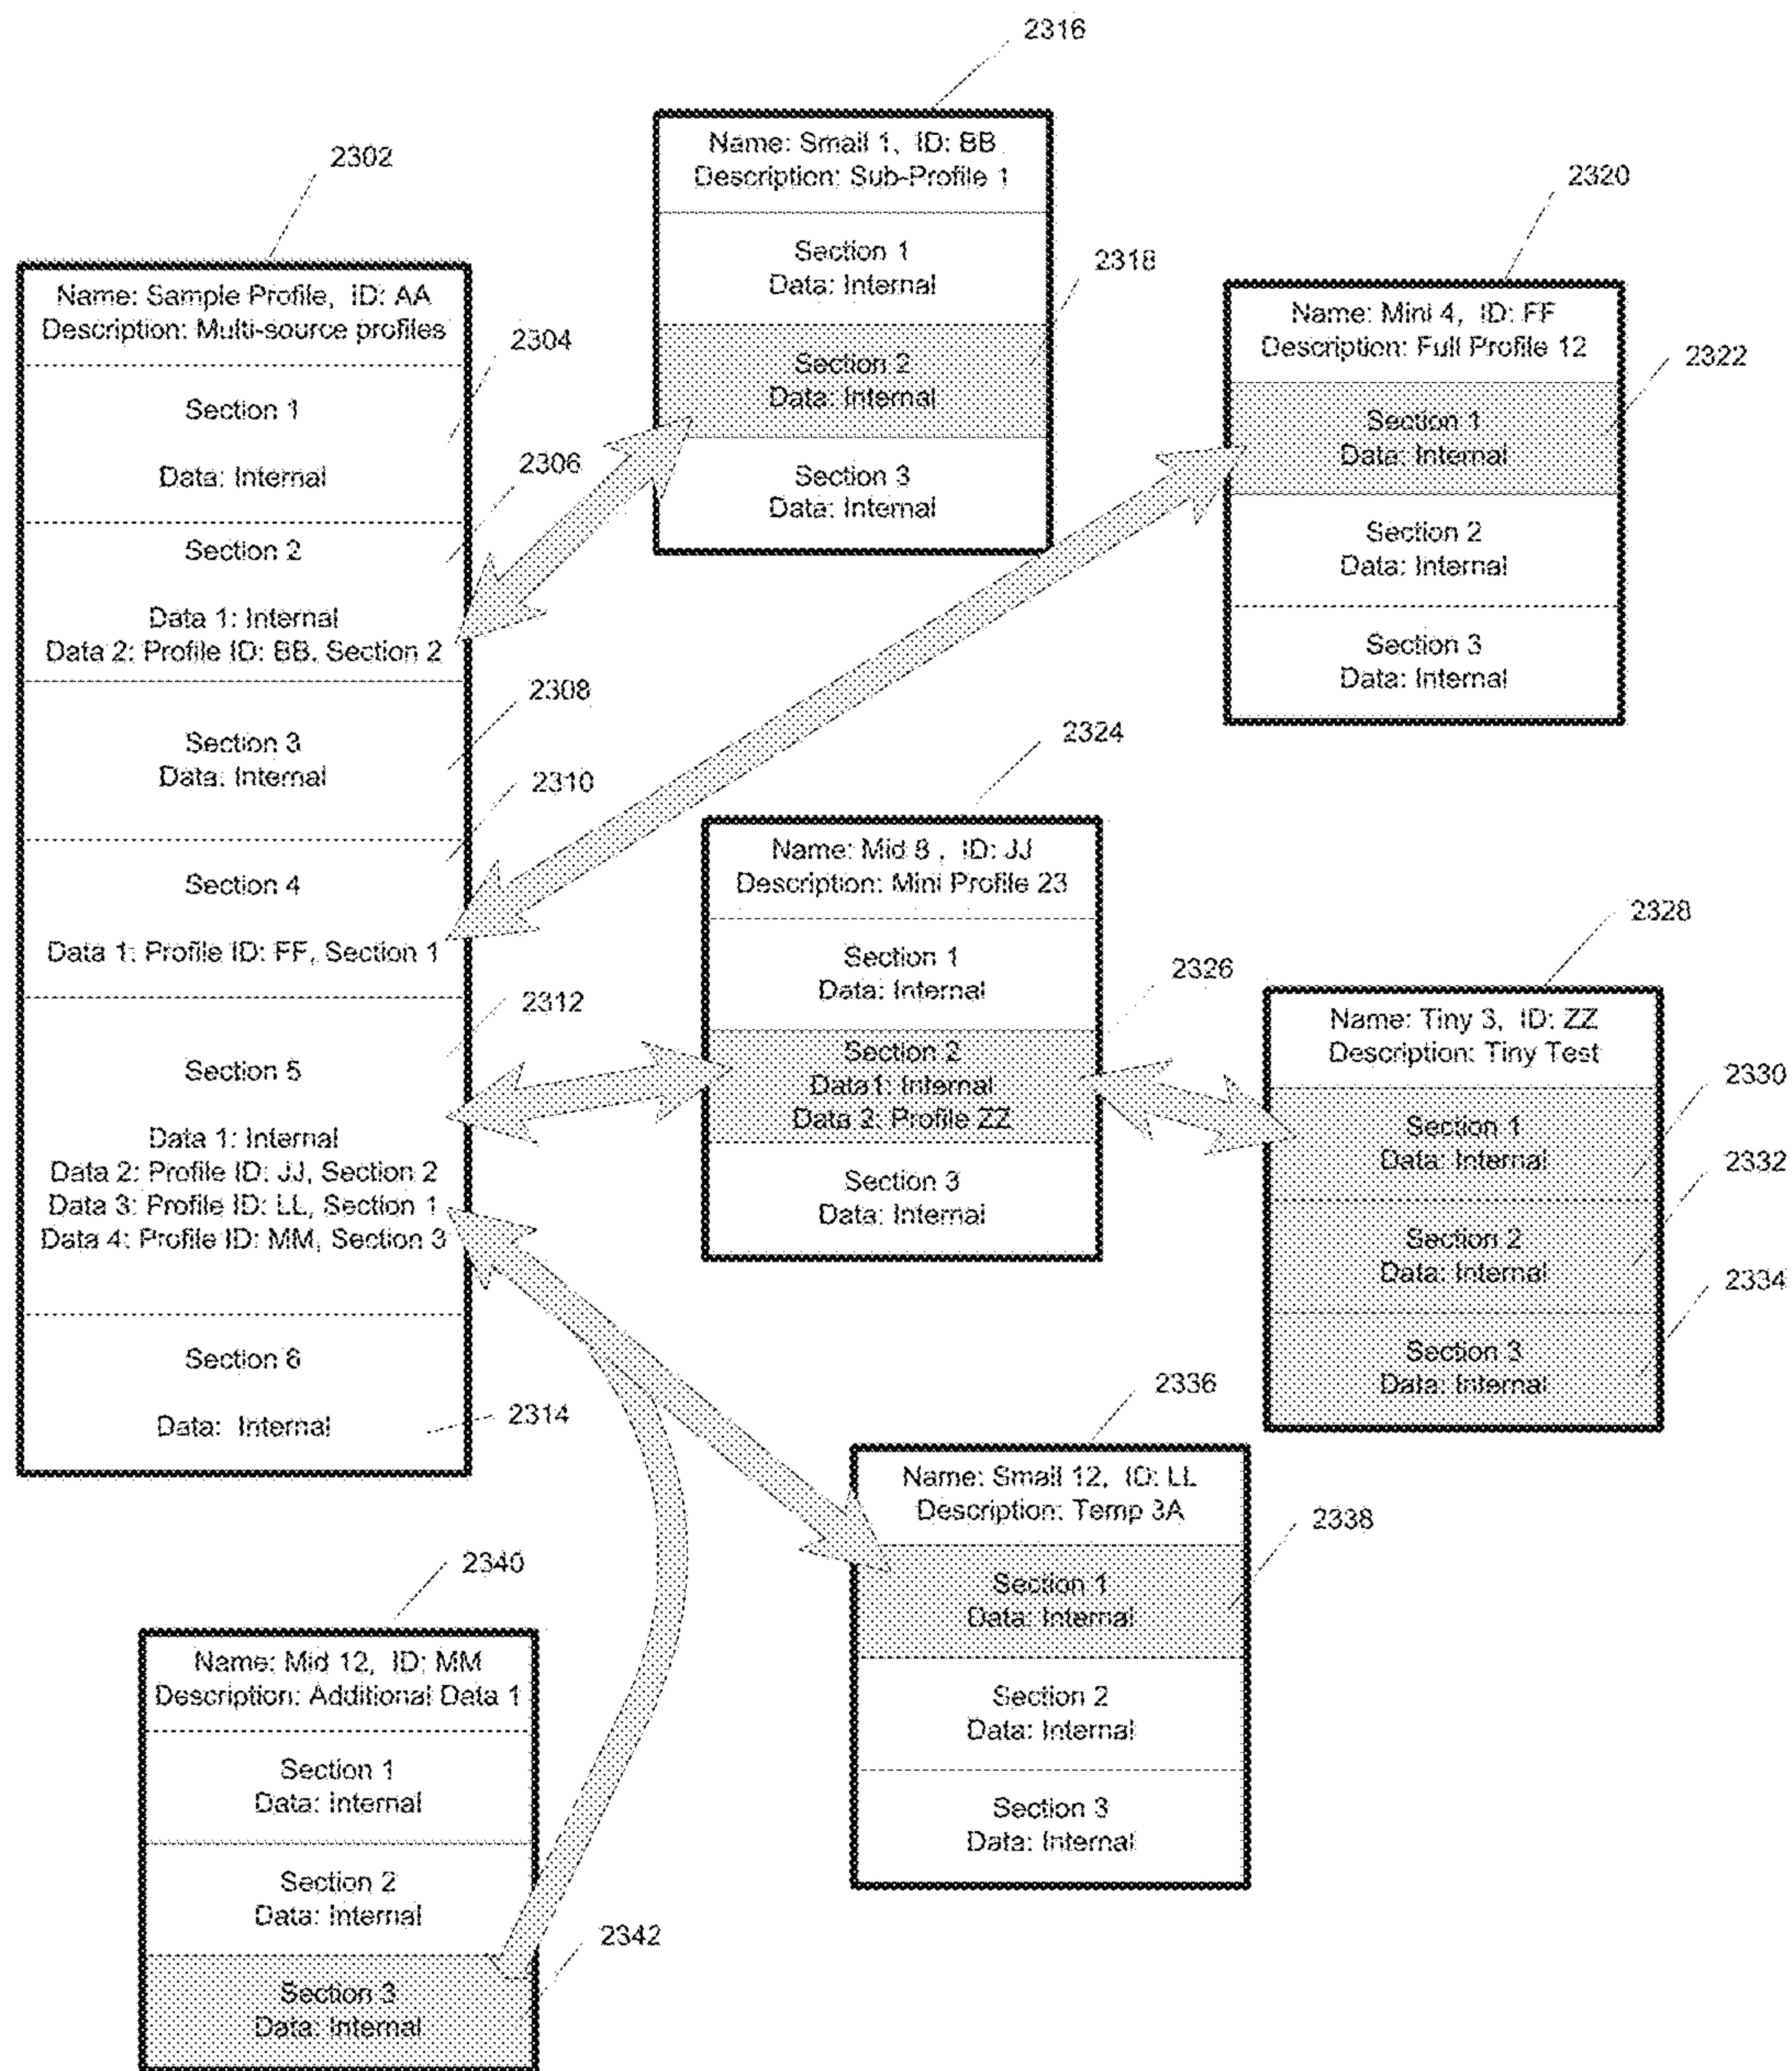 2316
Name: Small 1, ID: BB
Description: Sub-Profile 1
Section 1
Data: Internal
2318
Section 2
Data: Internal
Section 3
Data: Internal
2302
Name: Sample Profile, ID: AA
Description: Multi-source profiles
2304
Section 1
Data: Internal
2306
Section 2
Data 1: Internal
Data 2: Profile ID: BB, Section 2
2308
Section 3
Data: Internal
2310
Section 4
Data 1: Profile ID: FF, Section 1
2312
Section 5
Data 1: Internal
Data 2: Profile ID: JJ, Section 2
Data 3: Profile ID: LL, Section 1
Data 4: Profile ID: MM, Section 3
Section 6
Data: Internal
2314
2320
Name: Mini 4, ID: FF
Description: Full Profile 12
2322
Section 1
Data: Internal
Section 2
Data: Internal
Section 3
Data: Internal
2324
Name: Mid 8 , ID: JJ
Description: Mini Profile 23
Section 1
Data: Internal
2326
Section 2
Data1: Internal
Data 2: Profile ZZ
Section 3
Data: Internal
2328
Name: Tiny 3, ID: ZZ
Description: Tiny Test
2330
Section 1
Data: Internal
2332
Section 2
Data: Internal
2334
Section 3
Data: Internal
2336
Name: Small 12, ID: LL
Description: Temp 3A
2338
Section 1
Data: Internal
Section 2
Data: Internal
Section 3
Data: Internal
2340
Name: Mid 12, ID: MM
Description: Additional Data 1
Section 1
Data: Internal
Section 2
Data: Internal
2342
Section 3
Data: Internal